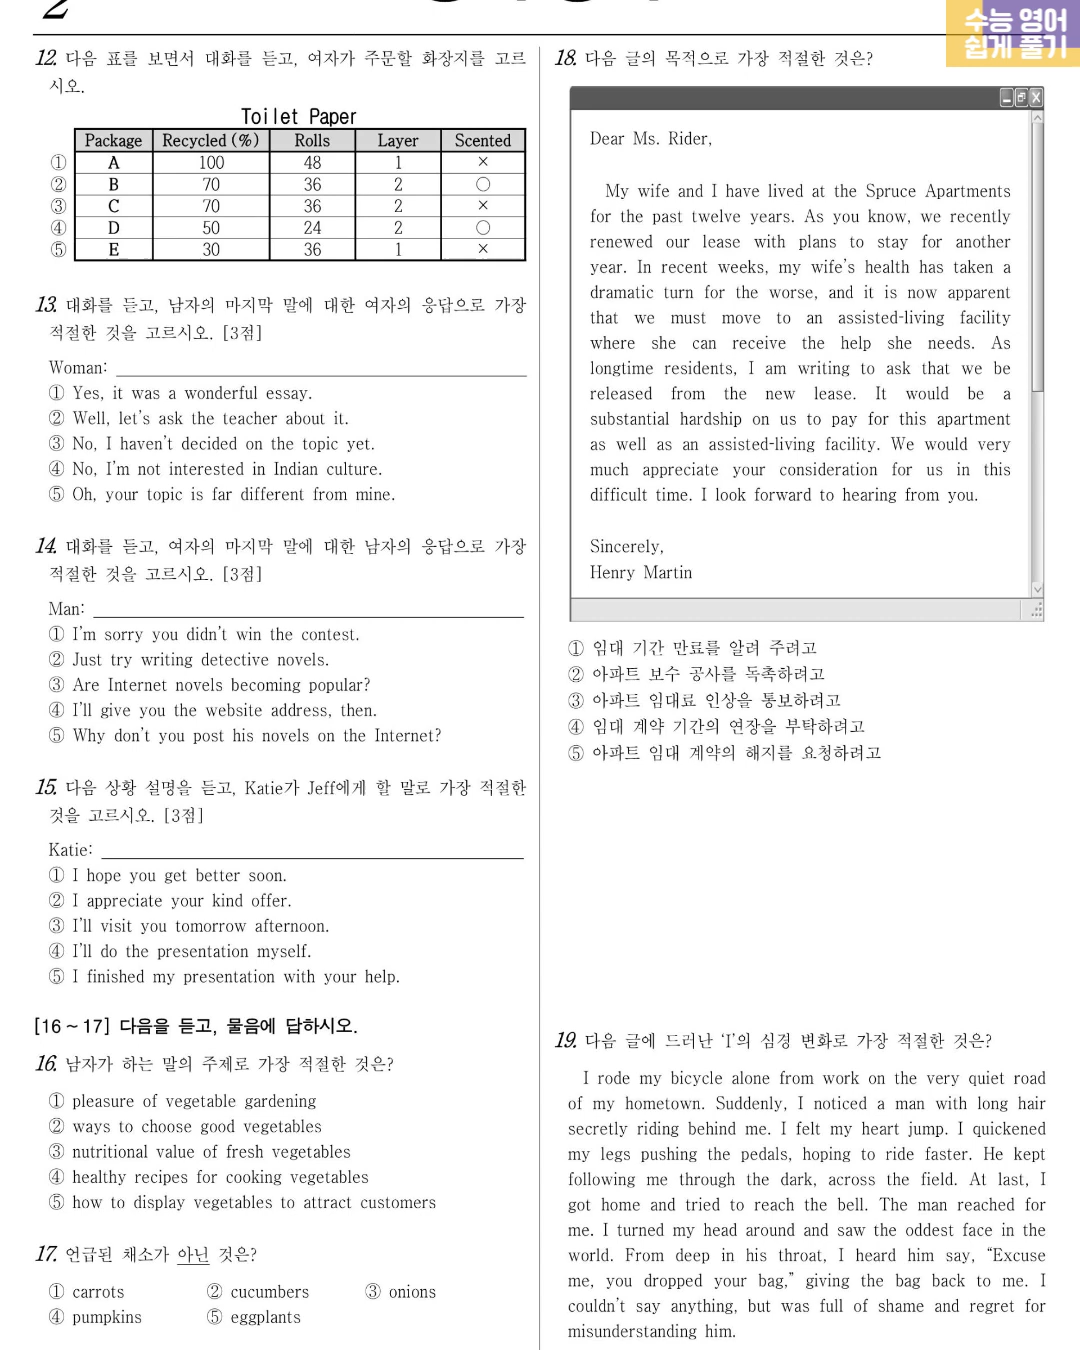 2
수능 영어
쉽게 풀기
12. 다음 표를 보면서 대화를 듣고, 여자가 주문할 화장지를 고르
시오.
Toilet Paper
Package Recycled (%) Rolls Layer Scented
① A 100 48 1 ×
② B 70 36 2 ○
③ C 70 36 2 ×
④ D 50 24 2 ○
⑤ E 30 36 1 ×
13. 대화를 듣고, 남자의 마지막 말에 대한 여자의 응답으로 가장
적절한 것을 고르시오. [3점]
Woman:
① Yes, it was a wonderful essay.
② Well, let's ask the teacher about it.
③ No, I haven't decided on the topic yet.
④ No, I'm not interested in Indian culture.
⑤ Oh, your topic is far different from mine.
14. 대화를 듣고, 여자의 마지막 말에 대한 남자의 응답으로 가장
적절한 것을 고르시오. [3점]
Man:
① I'm sorry you didn't win the contest.
② Just try writing detective novels.
③ Are Internet novels becoming popular?
④ I'll give you the website address, then.
⑤ Why don't you post his novels on the Internet?
15. 다음 상황 설명을 듣고, Katie가 Jeff에게 할 말로 가장 적절한
것을 고르시오. [3점]
Katie:
① I hope you get better soon.
② I appreciate your kind offer.
③ I'll visit you tomorrow afternoon.
④ I'll do the presentation myself.
⑤ I finished my presentation with your help.
[16~17] 다음을 듣고, 물음에 답하시오.
16. 남자가 하는 말의 주제로 가장 적절한 것은?
① pleasure of vegetable gardening
② ways to choose good vegetables
③ nutritional value of fresh vegetables
④ healthy recipes for cooking vegetables
⑤ how to display vegetables to attract customers
17. 언급된 채소가 아닌 것은?
① carrots ② cucumbers ③ onions
④ pumpkins ⑤ eggplants
18. 다음 글의 목적으로 가장 적절한 것은?
Dear Ms. Rider,
My wife and I have lived at the Spruce Apartments
for the past twelve years. As you know, we recently
renewed our lease with plans to stay for another
year. In recent weeks, my wife's health has taken a
dramatic turn for the worse, and it is now apparent
that we must move to an assisted-living facility
where she can receive the help she needs. As
longtime residents, I am writing to ask that we be
released from the new lease. It would be a
substantial hardship on us to pay for this apartment
as well as an assisted-living facility. We would very
much appreciate your consideration for us in this
difficult time. I look forward to hearing from you.
Sincerely,
Henry Martin
① 임대 기간 만료를 알려 주려고
② 아파트 보수 공사를 독촉하려고
③ 아파트 임대료 인상을 통보하려고
④ 임대 계약 기간의 연장을 부탁하려고
⑤ 아파트 임대 계약의 해지를 요청하려고
19. 다음 글에 드러난 'I'의 심경 변화로 가장 적절한 것은?
I rode my bicycle alone from work on the very quiet road
of my hometown. Suddenly, I noticed a man with long hair
secretly riding behind me. I felt my heart jump. I quickened
my legs pushing the pedals, hoping to ride faster. He kept
following me through the dark, across the field. At last, I
got home and tried to reach the bell. The man reached for
me. I turned my head around and saw the oddest face in the
world. From deep in his throat, I heard him say, "Excuse
me, you dropped your bag," giving the bag back to me. I
couldn't say anything, but was full of shame and regret for
misunderstanding him.